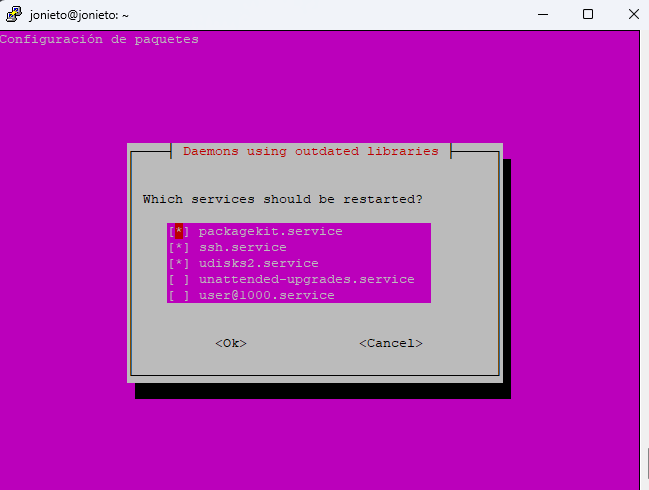 jonieto@jonieto: ~
Configuración de paquetes
Daemons using outdated libraries
Which services should be restarted?
[*] packagekit.service
[*] ssh.service
[*] udisks2.service
[ ] unattended-upgrades.service
[ ] user@1000.service
<Ok> <Cancel>